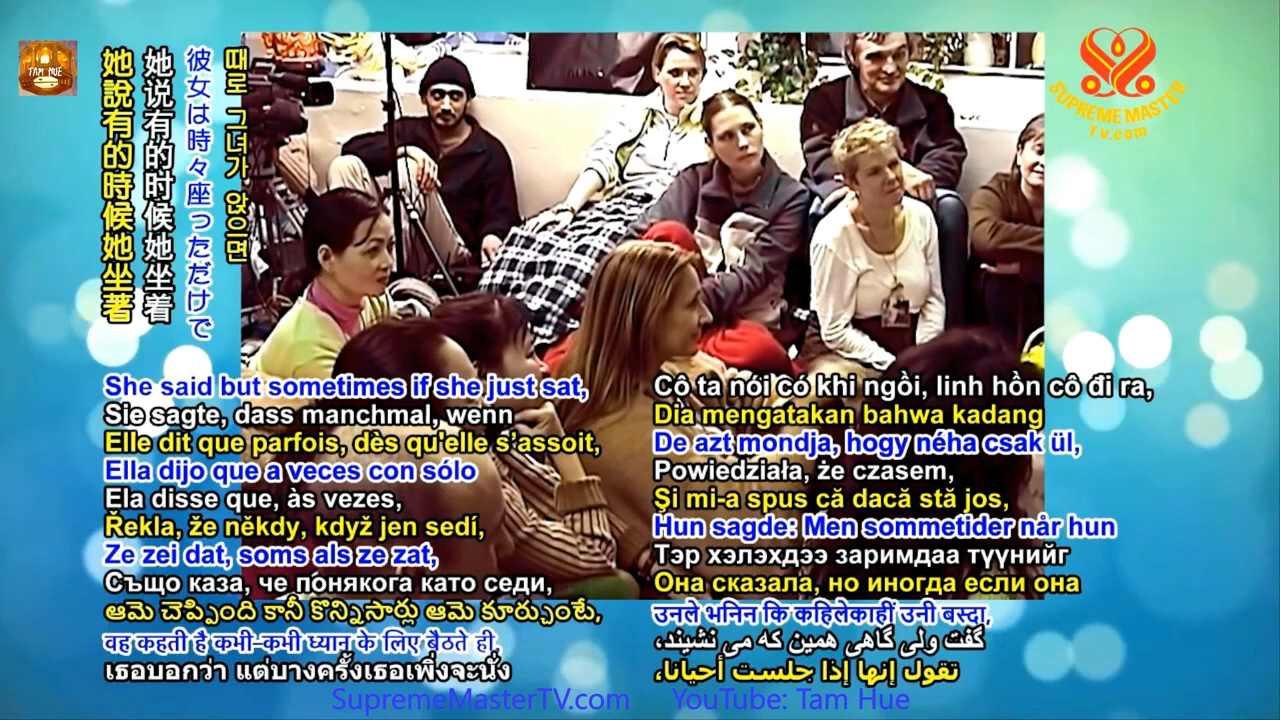 TAM HUE
她說有的時候她坐著
她说有的时候她坐着
彼女は時々座っただけで
때로 그녀가 앉으면
SUPREME MASTER
TV.com
She said but sometimes if she just sat,
Sie sagte, dass manchmal, wenn
Elle dit que parfois, dès qu'elle s'assoit,
Ella dijo que a veces con sólo
Ela disse que, às vezes,
Řekla, že někdy, když jen sedí,
Ze zei dat, soms als ze zat,
Също каза, че понякога като седи,
ఆమె చెప్పింది కానీ కొన్నిసార్లు ఆమె కూర్చుంటే,
वह कहती है कभी-कभी ध्यान के लिए बैठते ही,
เธอบอกว่า แต่บางครั้งเธอเพิ่งจะนั่ง
Cô ta nói có khi ngồi, linh hồn cô đi ra,
Dia mengatakan bahwa kadang
De azt mondja, hogy néha csak ül,
Powiedziała, że czasem,
Şi mi-a spus că dacă stă jos,
Hun sagde: Men sommetider når hun
Тэр хэлэхдээ заримдаа түүнийг
Она сказала, но иногда если она
उनले भनिन कि कहिलेकाहीं उनी बस्दा,
گفت ولی گاهی همین که می نشیند،
تقول إنها إذا جلست أحيانا،
SupremeMasterTV.com
YouTube: Tam Hue